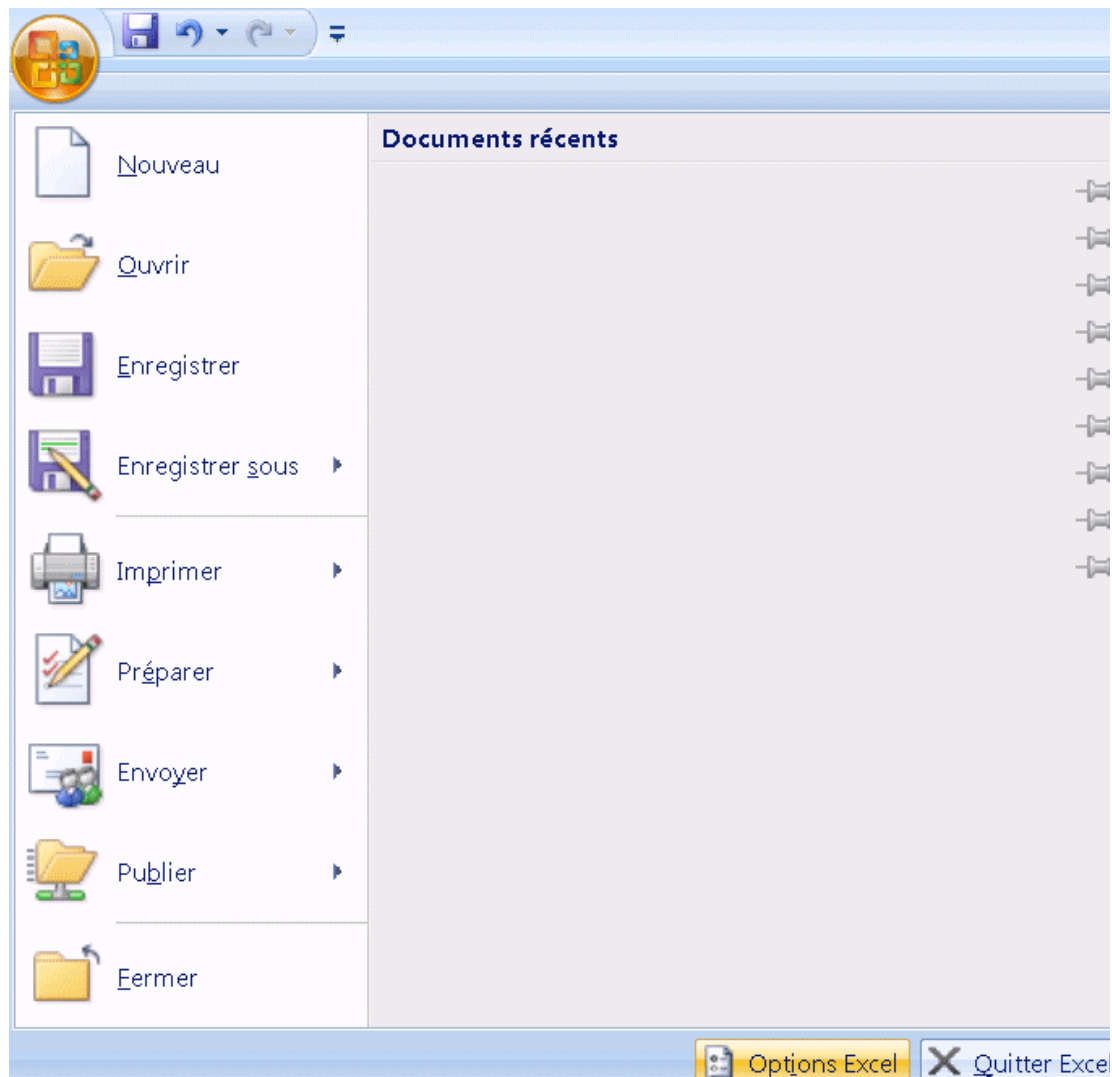 Documents récents
Nouveau
Ouvrir
Enregistrer
Enregistrer sous
Imprimer
Préparer
Envoyer
Publier
Fermer
Options Excel
Quitter Excel